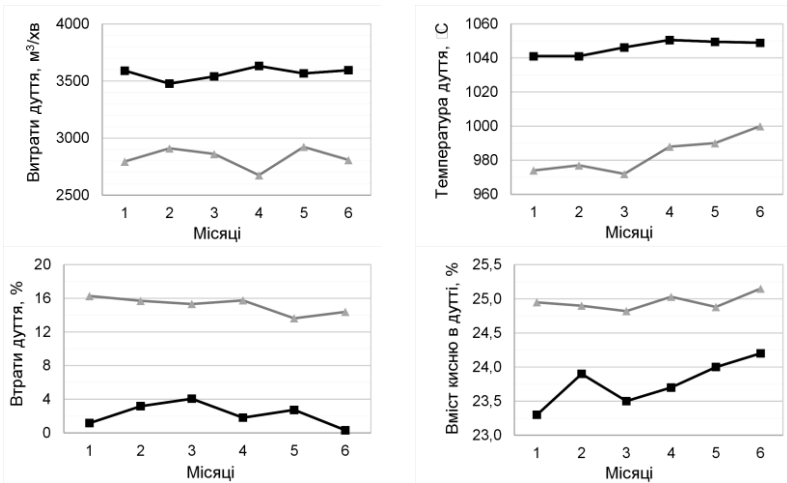 Витрати дуття, м³/хв
4000
3500
3000
2500
1 2 3 4 5 6
Місяці
Температура дуття, □С
1060
1040
1020
1000
980
960
1 2 3 4 5 6
Місяці
Втрати дуття, %
20
16
12
8
4
0
1 2 3 4 5 6
Місяці
Вміст кисню в дутті, %
25,5
25,0
24,5
24,0
23,5
23,0
1 2 3 4 5 6
Місяці